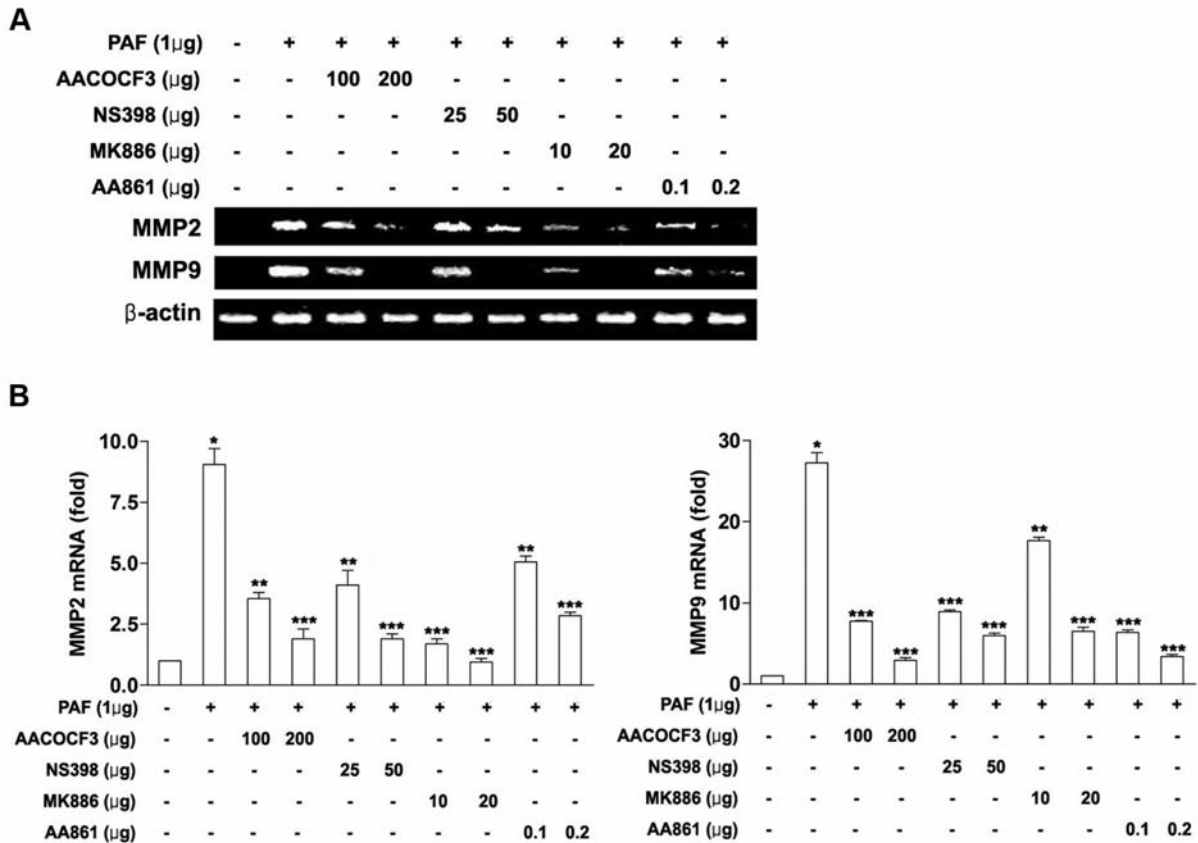 A
PAF (1μg) - + + + + + + + + +
AACOCF3 (μg) - - 100 200 - - - - - -
NS398 (μg) - - - - 25 50 - - - -
MK886 (μg) - - - - - - 10 20 - -
AA861 (μg) - - - - - - - - 0.1 0.2
MMP2
MMP9
β-actin
B
MMP2 mRNA (fold)
10.0
7.5
5.0
2.5
0.0
* ** *** ** *** *** *** ** ***
PAF (1μg) - + + + + + + + + +
AACOCF3 (μg) - - 100 200 - - - - - -
NS398 (μg) - - - - 25 50 - - - -
MK886 (μg) - - - - - - 10 20 - -
AA861 (μg) - - - - - - - - 0.1 0.2
MMP9 mRNA (fold)
30
20
10
0
* *** *** *** *** ** *** *** ***
PAF (1μg) - + + + + + + + + +
AACOCF3 (μg) - - 100 200 - - - - - -
NS398 (μg) - - - - 25 50 - - - -
MK886 (μg) - - - - - - 10 20 - -
AA861 (μg) - - - - - - - - 0.1 0.2